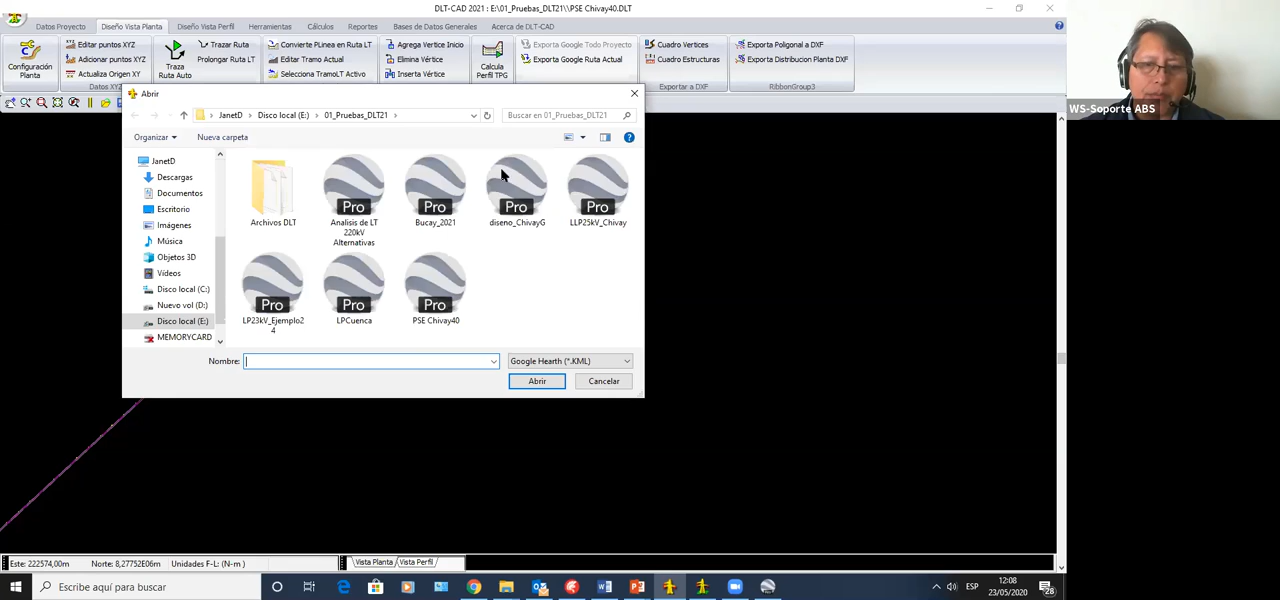 DLT-CAD 2021 : E:\01_Pruebas_DLT21\\PSE Chivay40.DLT
Datos Proyecto Diseño Vista Planta Diseño Vista Perfil Herramientas Cálculos Reportes Bases de Datos Generales Acerca de DLT-CAD
Configuración Planta
Editar puntos XYZ
Adicionar puntos XYZ
Actualiza Origen XY
Datos XYZ
Traza Ruta Auto
Trazar Ruta
Prolongar Ruta LT
Convierte PLinea en Ruta LT
Editar Tramo Actual
Selecciona TramoLT Activo
Agrega Vertice Inicio
Elimina Vértice
Inserta Vértice
Calcula Perfil TPG
Exporta Google Todo Proyecto
Exporta Google Ruta Actual
Cuadro Vertices
Cuadro Estructuras
Exportar a DXF
Exporta Poligonal a DXF
Exporta Distribucion Planta DXF
RibbonGroup3
WS-Soporte ABS
Abrir
JanetD > Disco local (E:) > 01_Pruebas_DLT21 >
Buscar en 01_Pruebas_DLT21
Organizar
Nueva carpeta
JanetD
Descargas
Documentos
Escritorio
Imágenes
Música
Objetos 3D
Vídeos
Disco local (C:)
Nuevo vol (D:)
Disco local (E:)
MEMORYCARD
Pro Pro Pro Pro
Archivos DLT
Analisis de LT
220kV
Alternativas
Bucay_2021
diseno_ChivayG
LLP25kV_Chivay
Pro Pro Pro
LP23kV_Ejemplo2
4
LPCuenca
PSE Chivay40
Nombre:
Google Hearth (*.KML)
Abrir
Cancelar
Este: 222574,00m Norte: 8,27752E06m Unidades F-L: (N-m )
Vista Planta Vista Perfil
Escribe aquí para buscar
ESP
12:08
23/05/2020
28